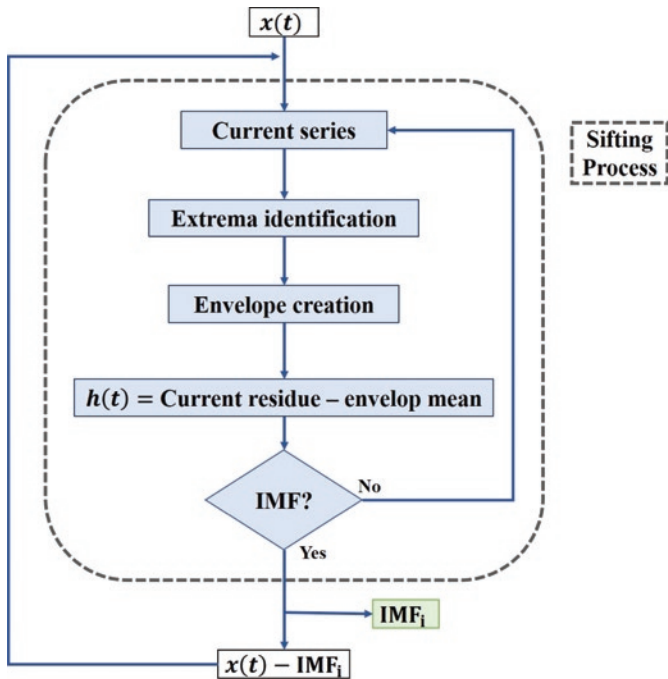 x(t)
Current series
Sifting
Process
Extrema identification
Envelope creation
h(t) = Current residue – envelop mean
IMF?
No
Yes
IMFᵢ
x(t) − IMFᵢ